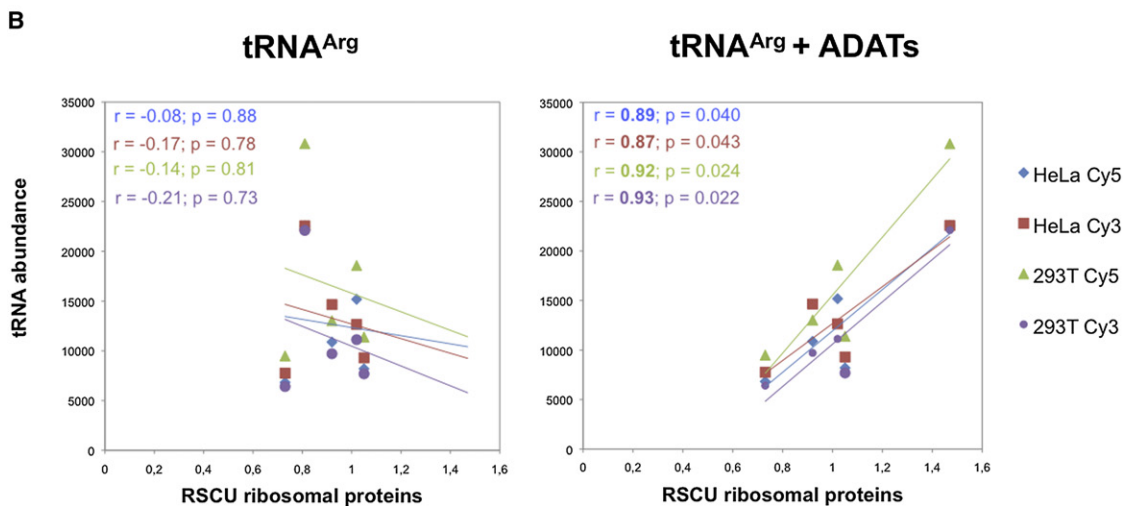 B
tRNAArg
tRNAArg + ADATs
tRNA abundance
35000
30000
25000
20000
15000
10000
5000
0
r = -0.08; p = 0.88
r = -0.17; p = 0.78
r = -0.14; p = 0.81
r = -0.21; p = 0.73
0
0,2
0,4
0,6
0,8
1
1,2
1,4
1,6
RSCU ribosomal proteins
35000
30000
25000
20000
15000
10000
5000
0
r = 0.89; p = 0.040
r = 0.87; p = 0.043
r = 0.92; p = 0.024
r = 0.93; p = 0.022
0
0,2
0,4
0,6
0,8
1
1,2
1,4
1,6
RSCU ribosomal proteins
HeLa Cy5
HeLa Cy3
293T Cy5
293T Cy3